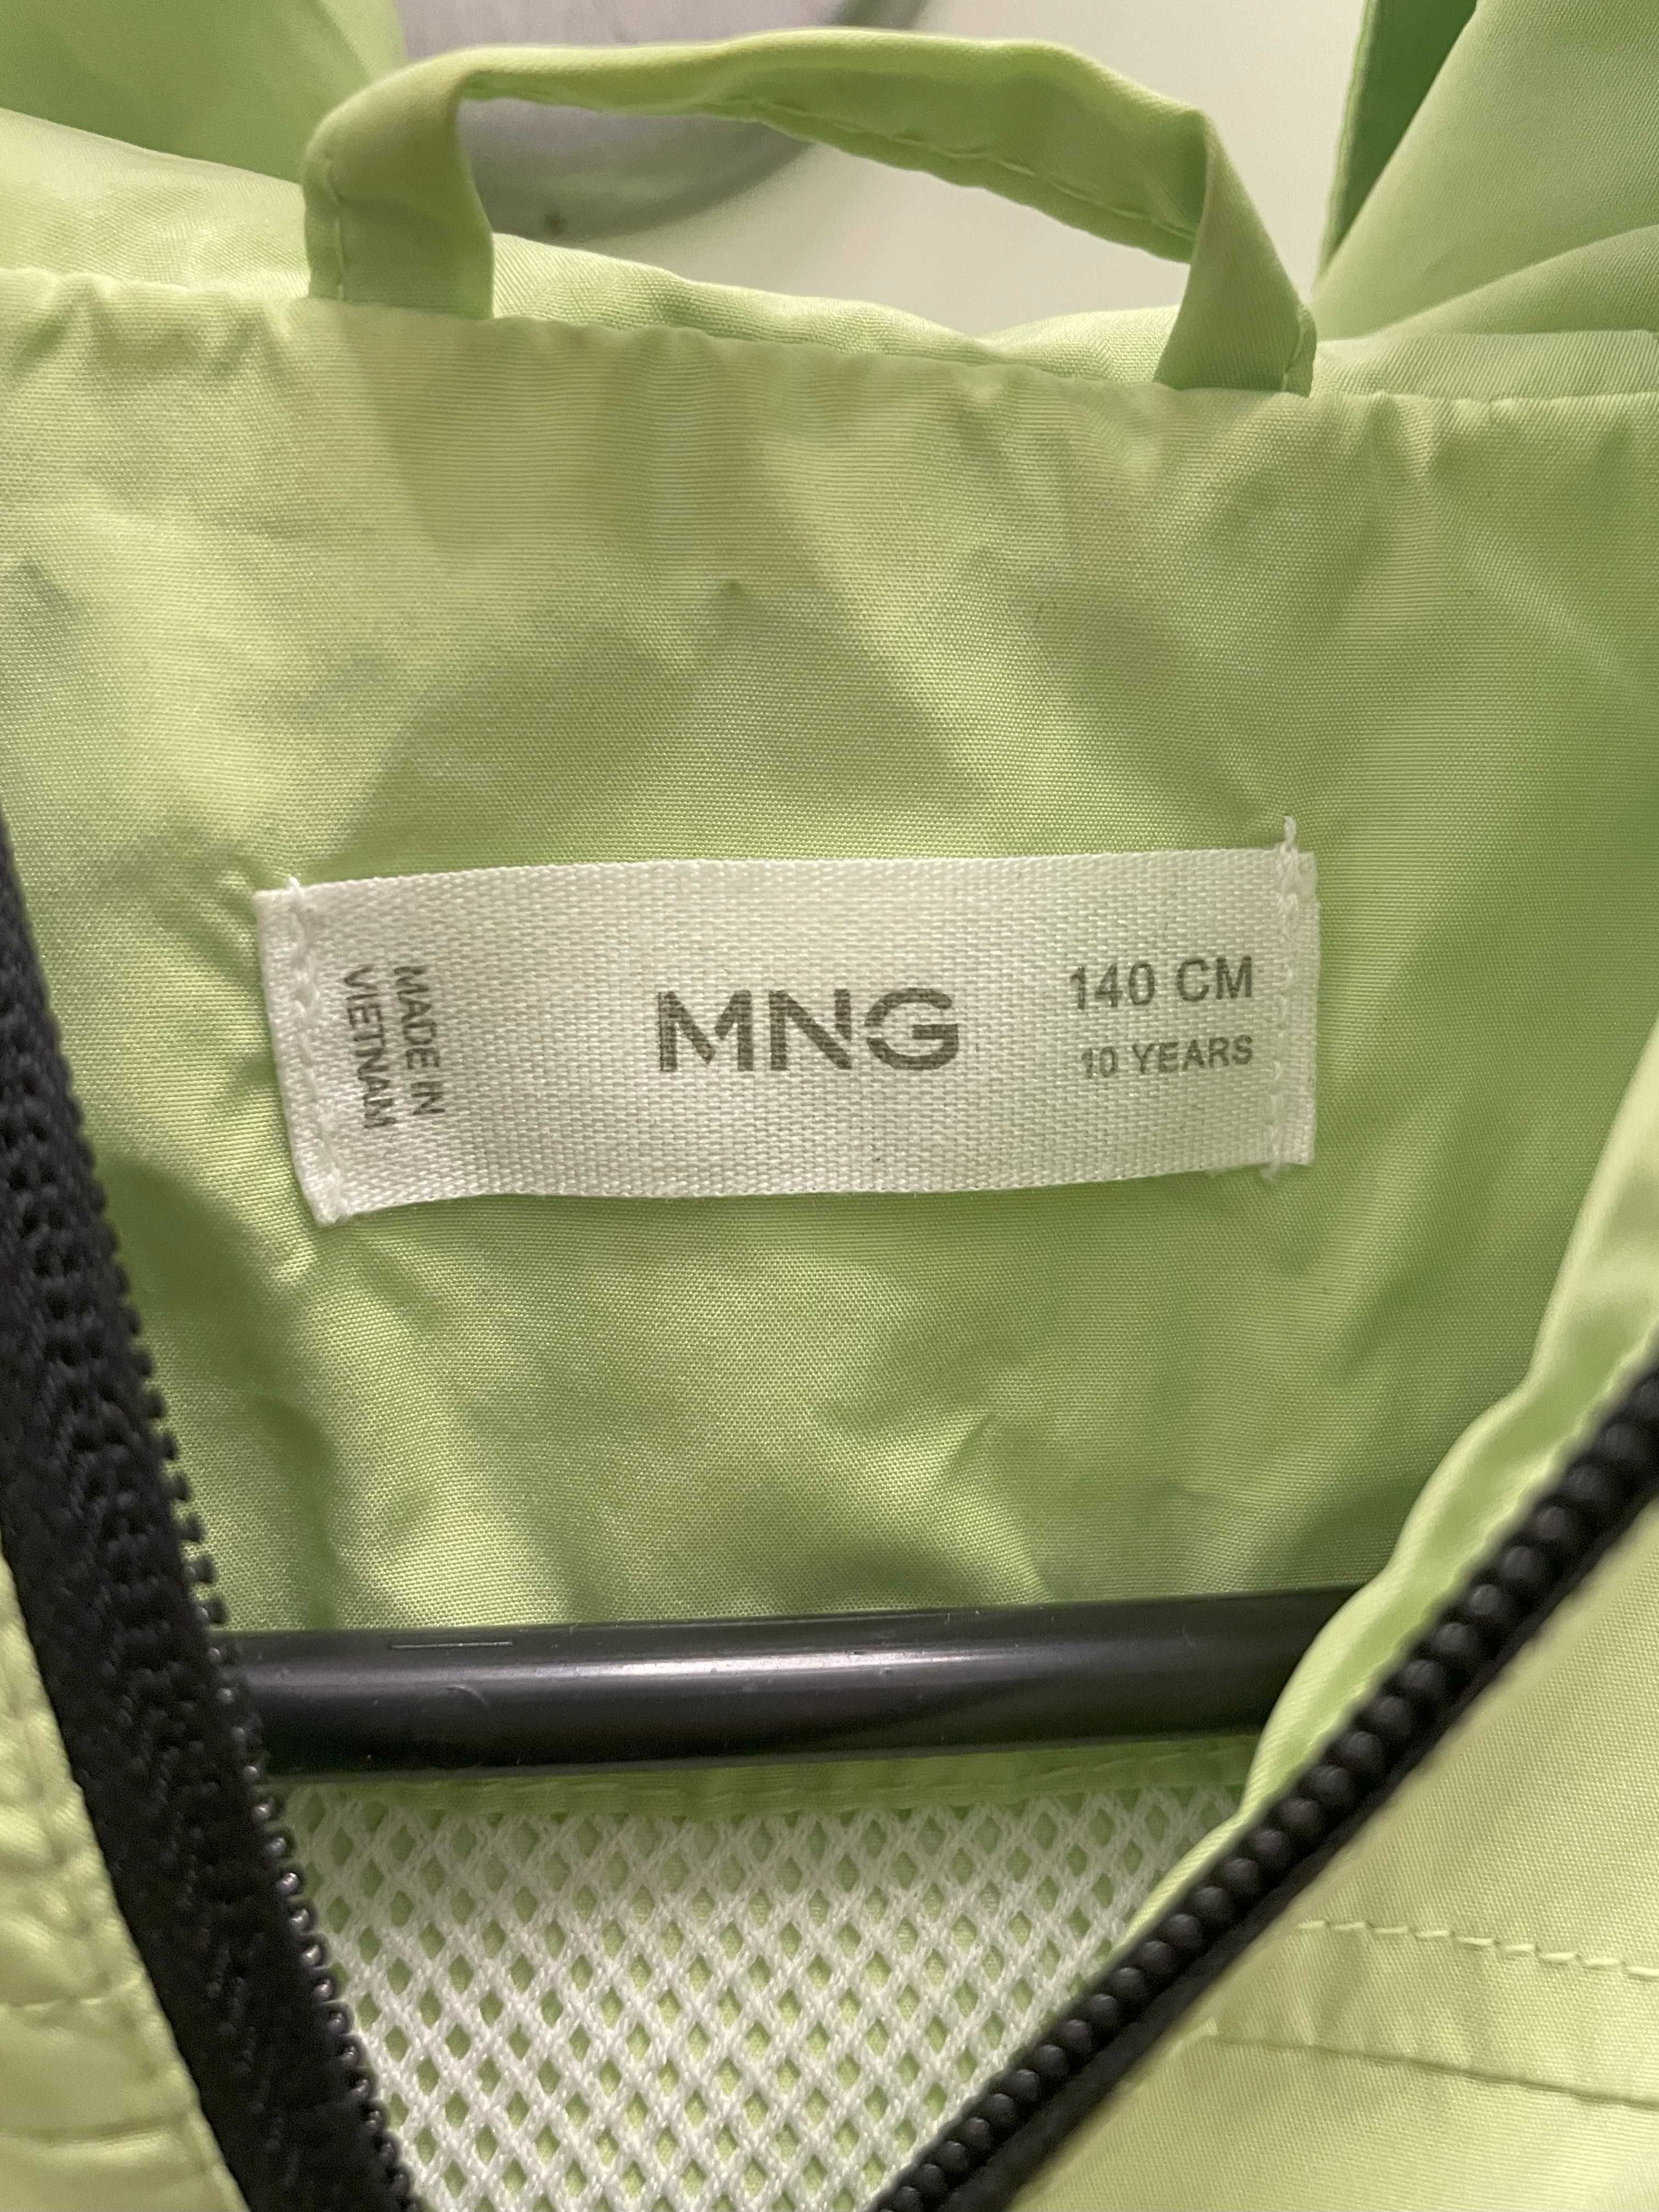 MADE IN
VIETNAM
MNG
140 CM
10 YEARS